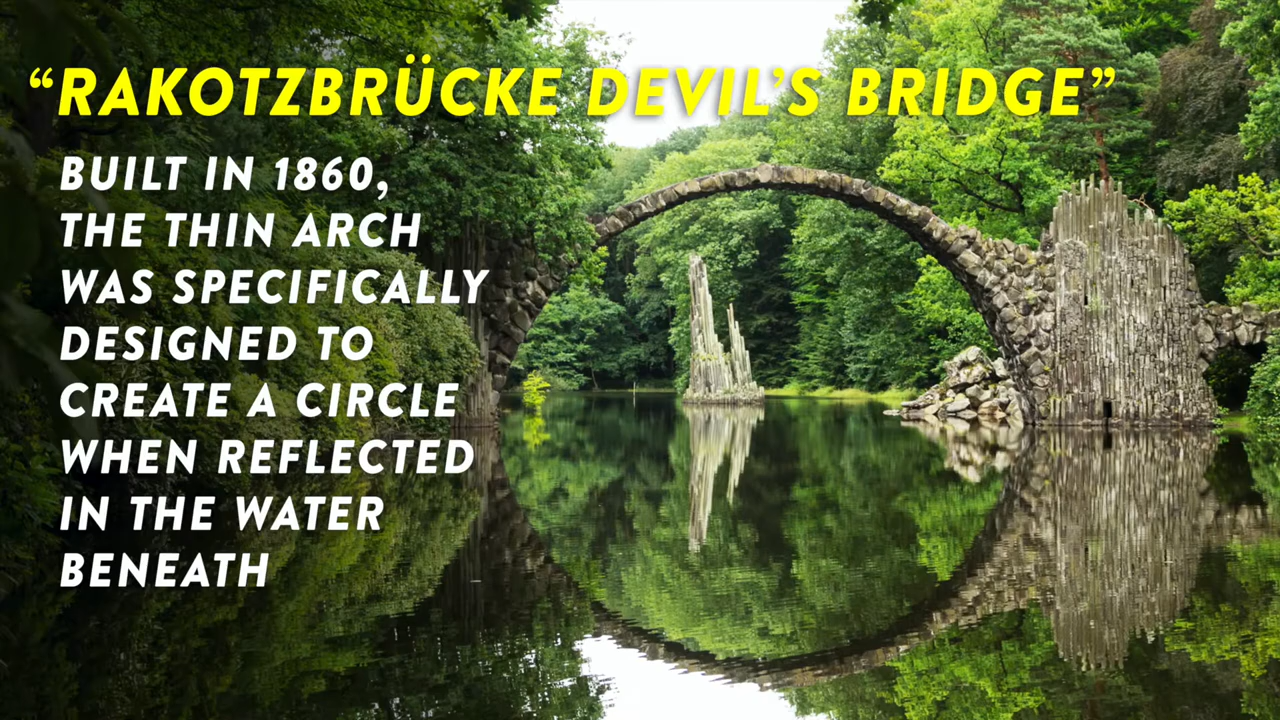 “RAKOTZBRÜCKE DEVIL’S BRIDGE”
BUILT IN 1860,
THE THIN ARCH
WAS SPECIFICALLY
DESIGNED TO
CREATE A CIRCLE
WHEN REFLECTED
IN THE WATER
BENEATH